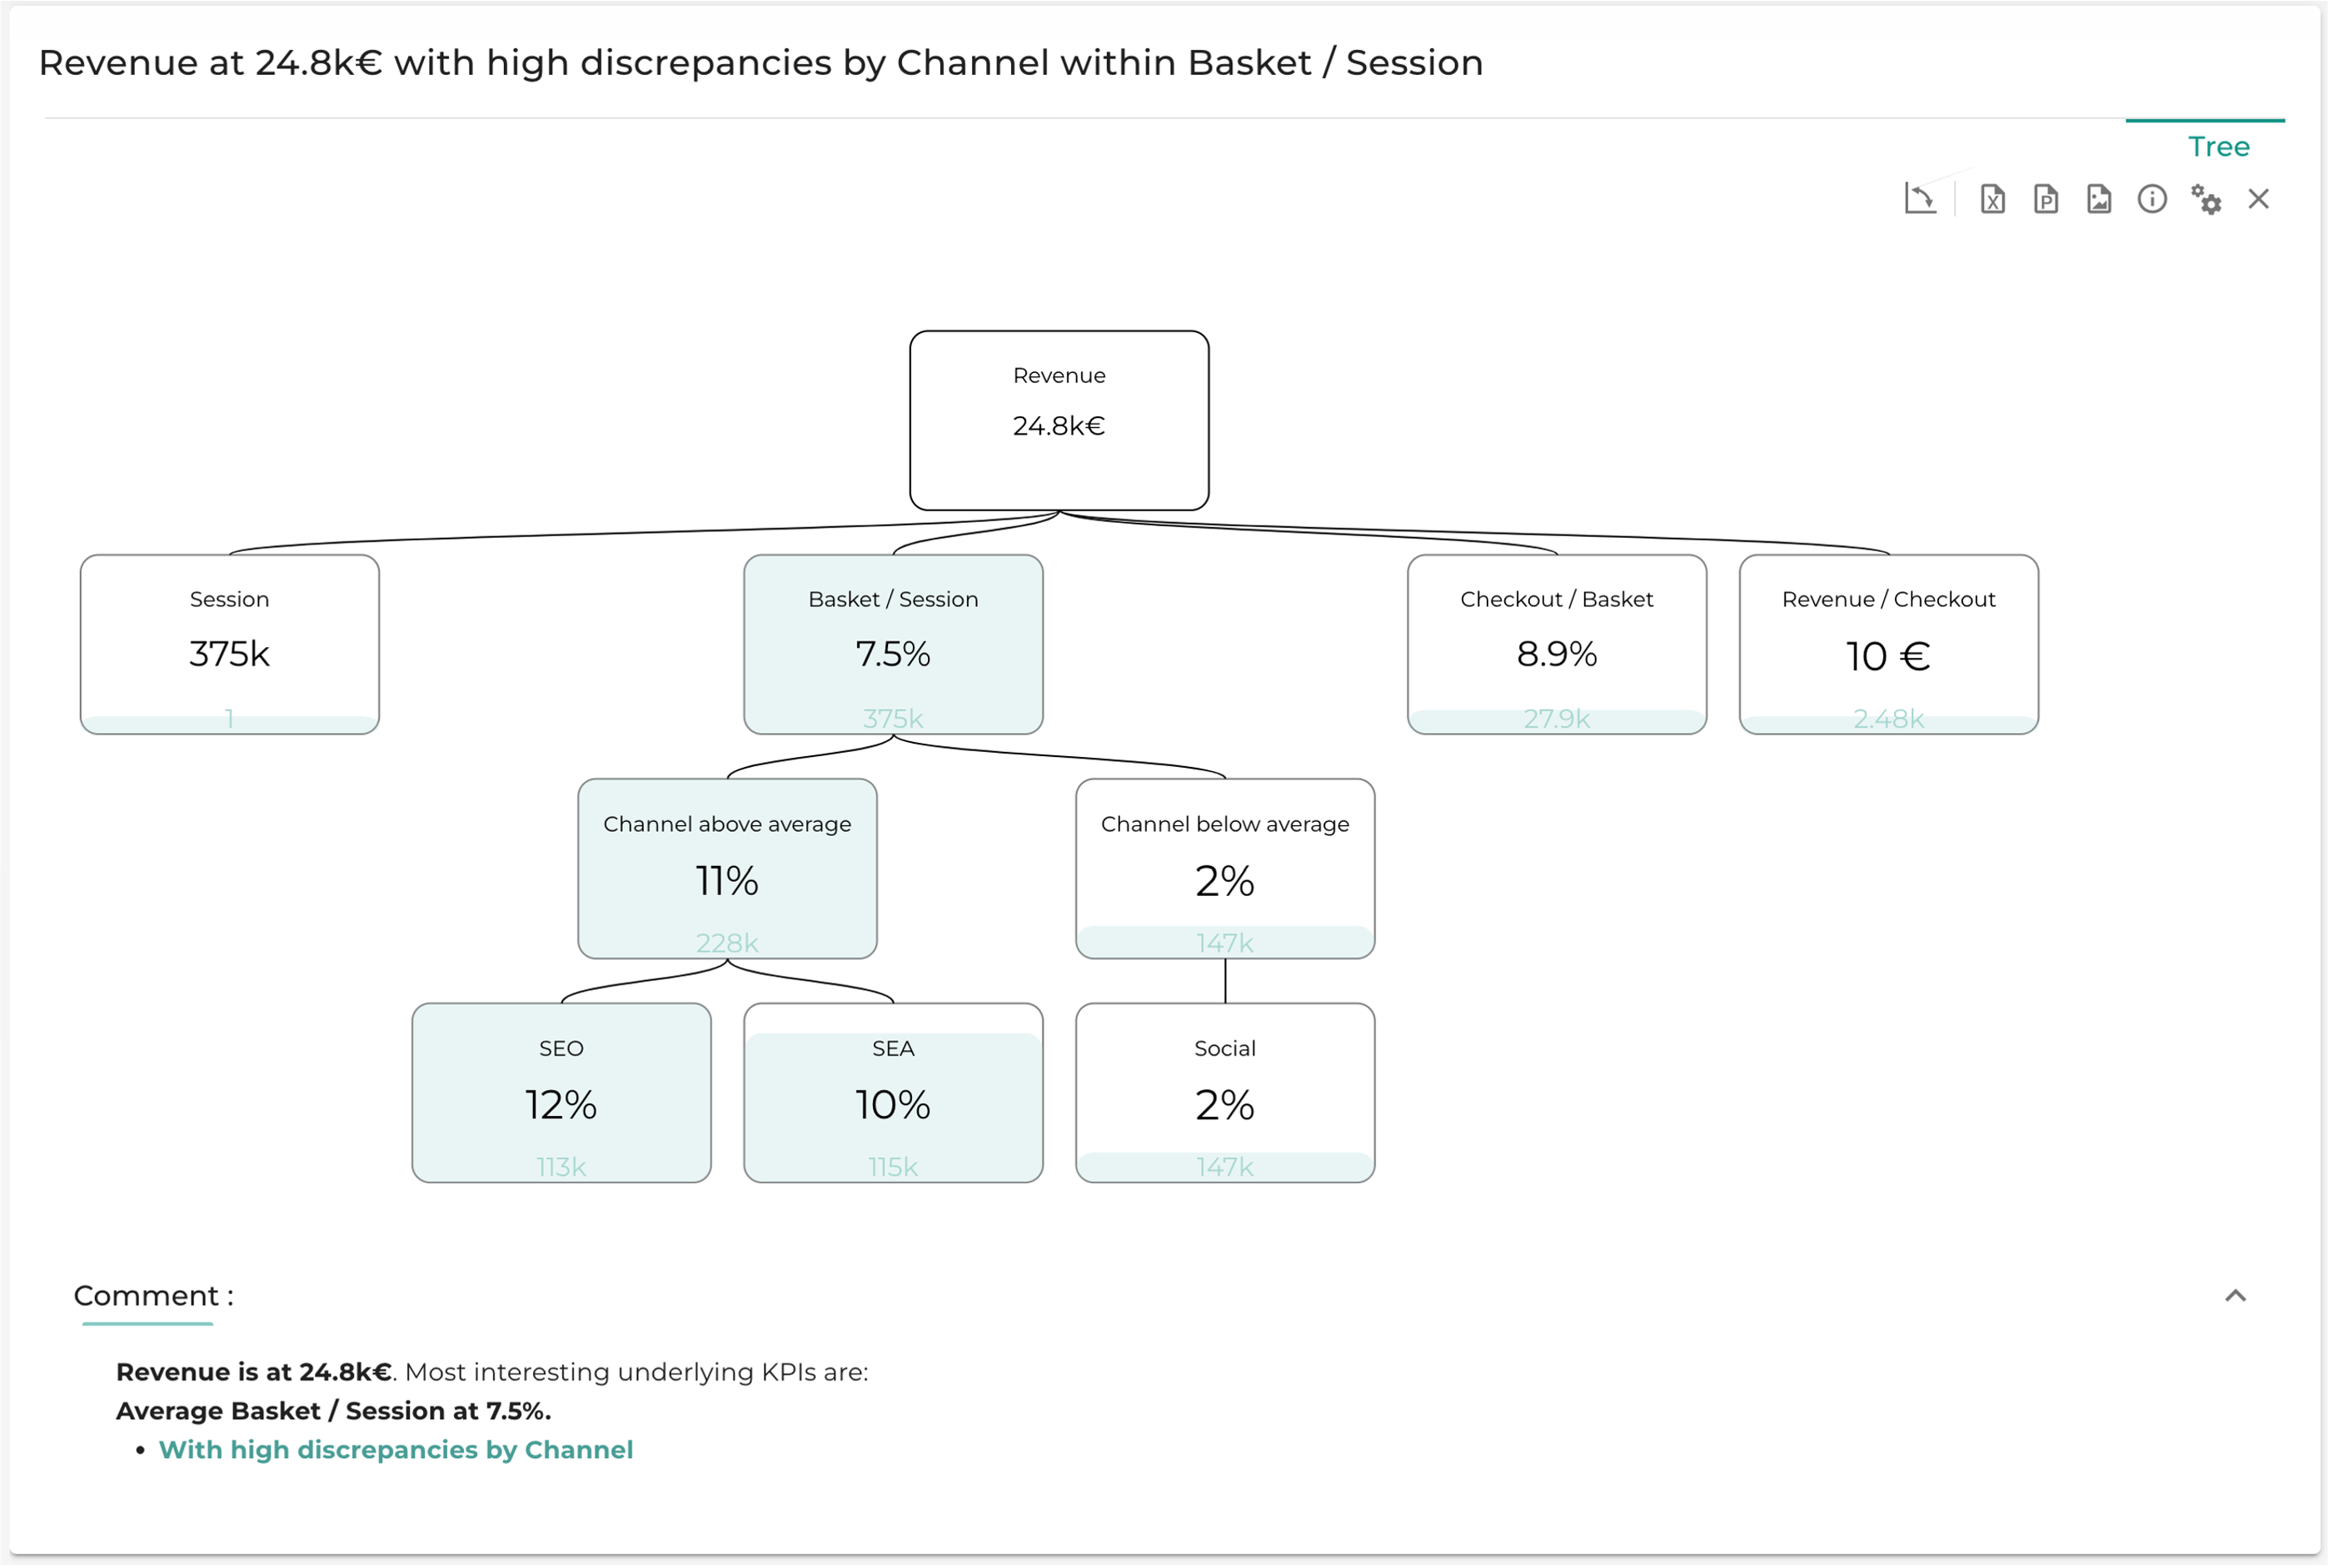 Revenue at 24.8k€ with high discrepancies by Channel within Basket / Session
Tree
X
P
Revenue
24.8k€
Session
375k
1
Basket / Session
7.5%
375k
Checkout / Basket
8.9%
27.9k
Revenue / Checkout
10 €
2.48k
Channel above average
11%
228k
Channel below average
2%
147k
SEO
12%
113k
SEA
10%
115k
Social
2%
147k
Comment :
Revenue is at 24.8k€. Most interesting underlying KPIs are:
Average Basket / Session at 7.5%.
• With high discrepancies by Channel